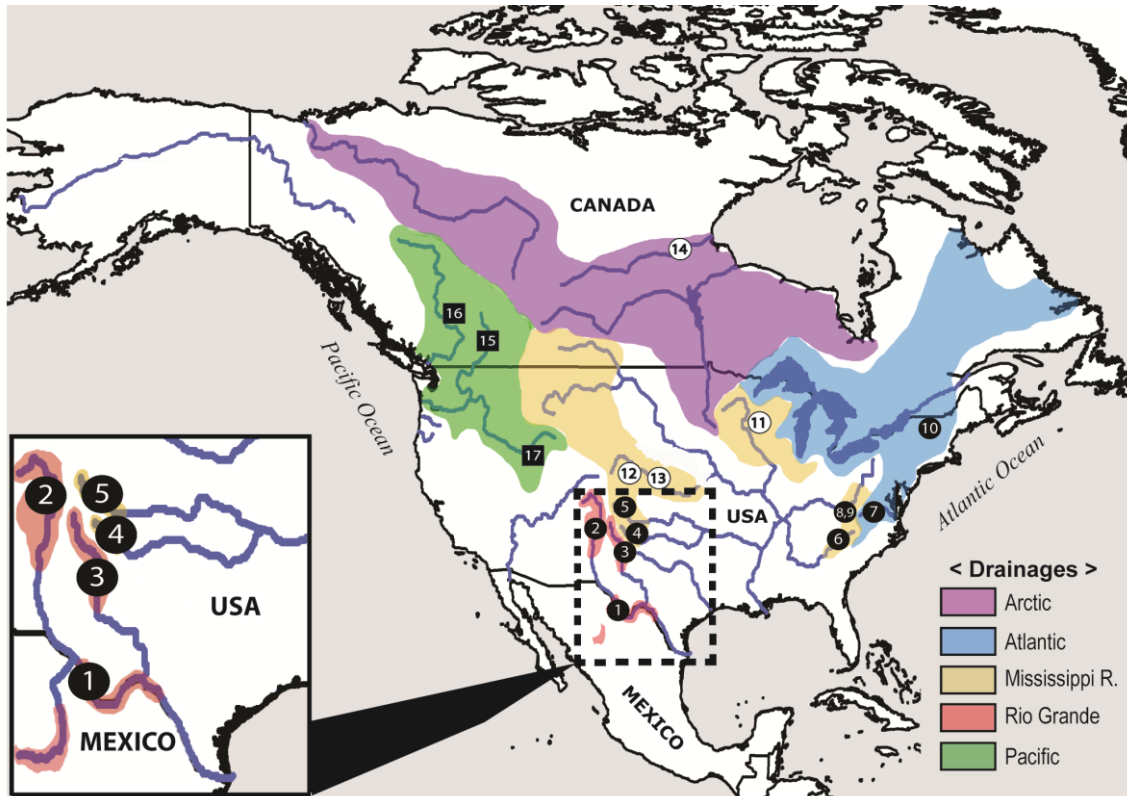 CANADA
14
16
15
Pacific Ocean
11
10
17
12
13
Atlantic Ocean
5
USA
8,9
7
2
4
6
3
1
MEXICO
2
5
4
3
USA
1
MEXICO
< Drainages >
Arctic
Atlantic
Mississippi R.
Rio Grande
Pacific